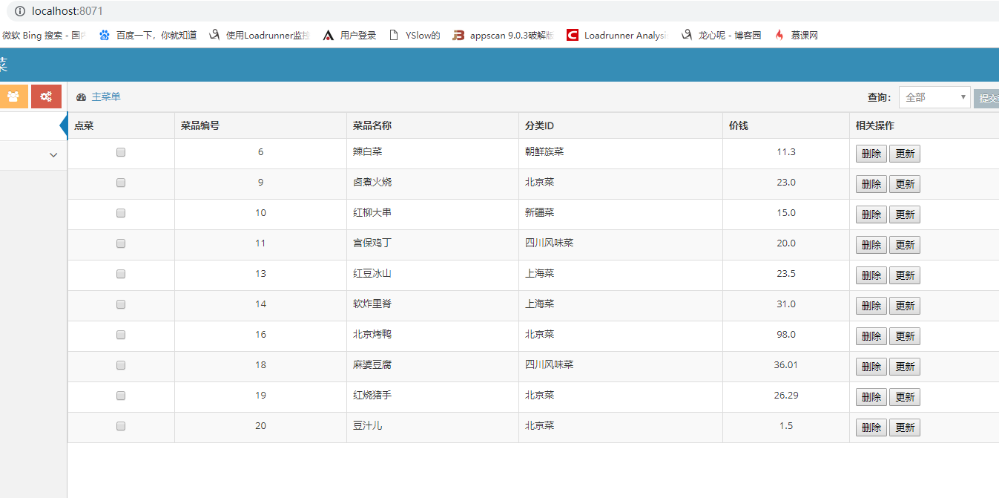 localhost:8071
微软 Bing 搜索 - 国 百度一下，你就知道 使用Loadrunner监控 用户登录 YSlow的 appscan 9.0.3破解版 Loadrunner Analysi 龙心呢 - 博客园 慕课网
菜
主菜单 查询: 全部 提交
点菜 菜品编号 菜品名称 分类ID 价钱 相关操作
6 辣白菜 朝鲜族菜 11.3 删除 更新
9 卤煮火烧 北京菜 23.0 删除 更新
10 红柳大串 新疆菜 15.0 删除 更新
11 宫保鸡丁 四川风味菜 20.0 删除 更新
13 红豆冰山 上海菜 23.5 删除 更新
14 软炸里脊 上海菜 31.0 删除 更新
16 北京烤鸭 北京菜 98.0 删除 更新
18 麻婆豆腐 四川风味菜 36.01 删除 更新
19 红烧猪手 北京菜 26.29 删除 更新
20 豆汁儿 北京菜 1.5 删除 更新